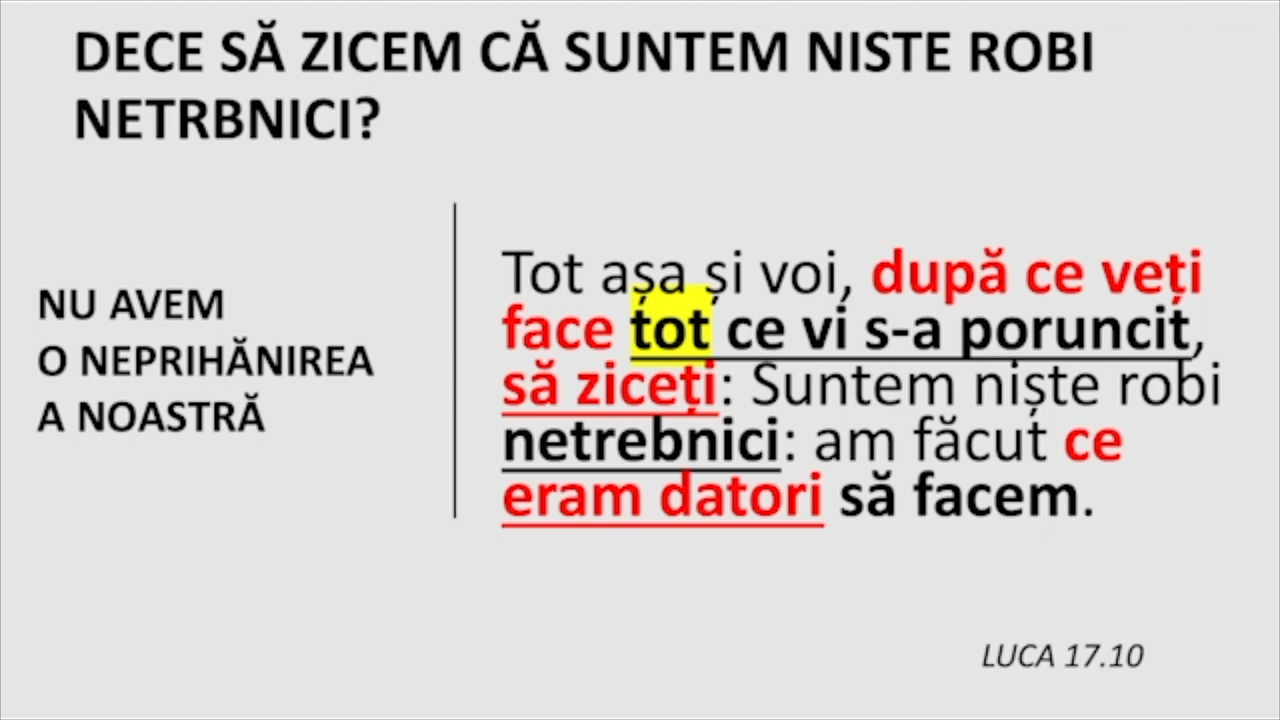 DECE SĂ ZICEM CĂ SUNTEM NISTE ROBI
NETRBNICI?
NU AVEM
O NEPRIHĂNIREA
A NOASTRĂ
Tot așa și voi, după ce veți
face tot ce vi s-a poruncit,
să ziceți: Suntem niște robi
netrebnici: am făcut ce
eram datori să facem.
LUCA 17.10